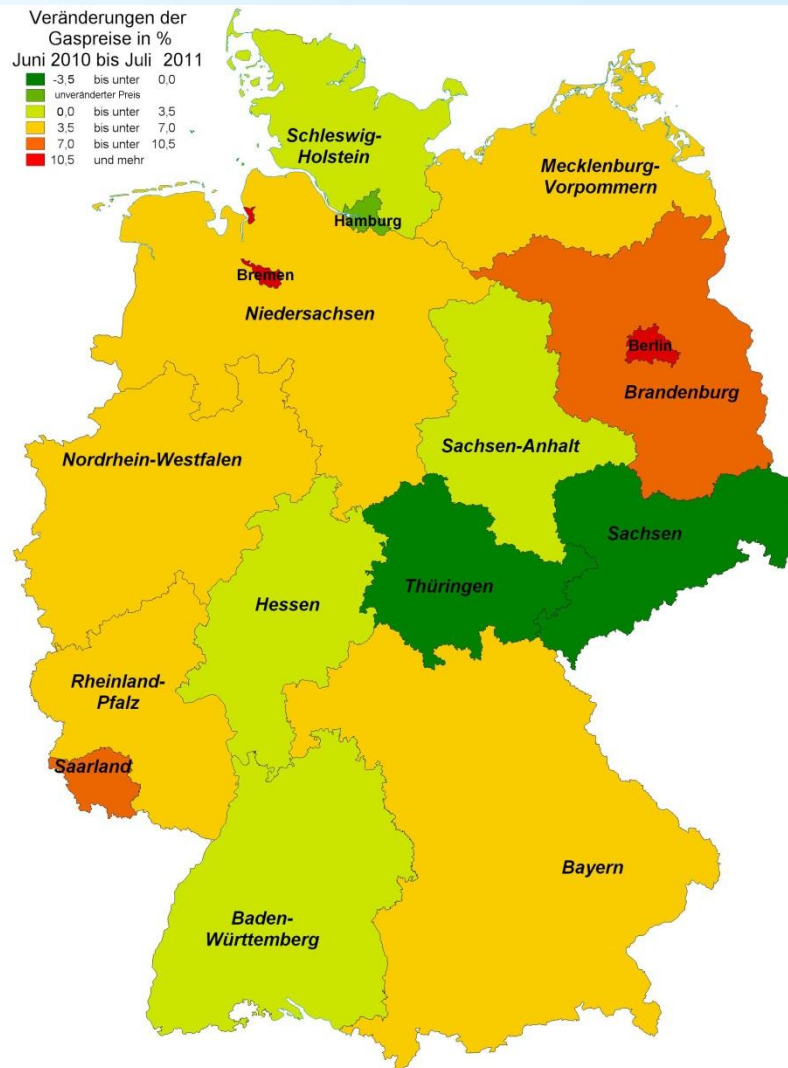 Veränderungen der
Gaspreise in %
Juni 2010 bis Juli 2011
-3,5 bis unter 0,0
unveränderter Preis
0,0 bis unter 3,5
3,5 bis unter 7,0
7,0 bis unter 10,5
10,5 und mehr
Schleswig-
Holstein
Mecklenburg-
Vorpommern
Hamburg
Bremen
Niedersachsen
Berlin
Brandenburg
Sachsen-Anhalt
Nordrhein-Westfalen
Sachsen
Thüringen
Hessen
Rheinland-
Pfalz
Saarland
Bayern
Baden-
Württemberg